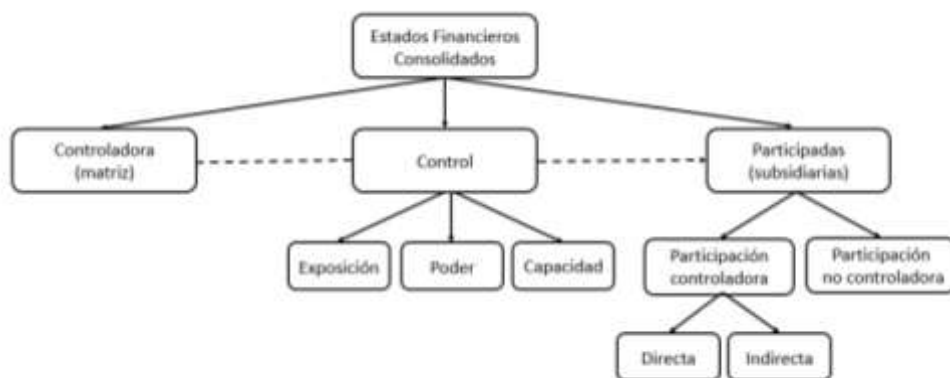 Estados Financieros
Consolidados
Controladora
(matriz)
Control
Participadas
(subsidiarias)
Exposición
Poder
Capacidad
Participación
controladora
Participación
no controladora
Directa
Indirecta